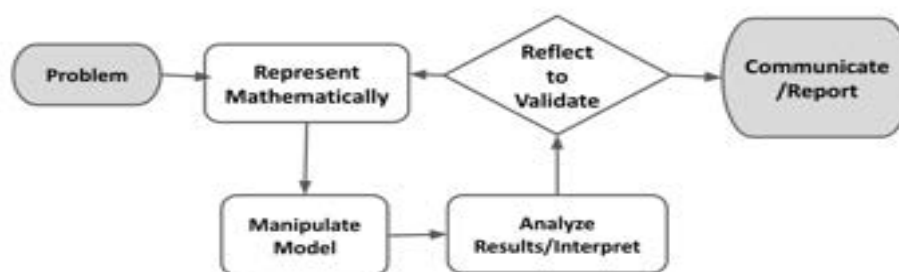 Problem
Represent
Mathematically
Reflect
to
Validate
Communicate
/Report
Manipulate
Model
Analyze
Results/Interpret